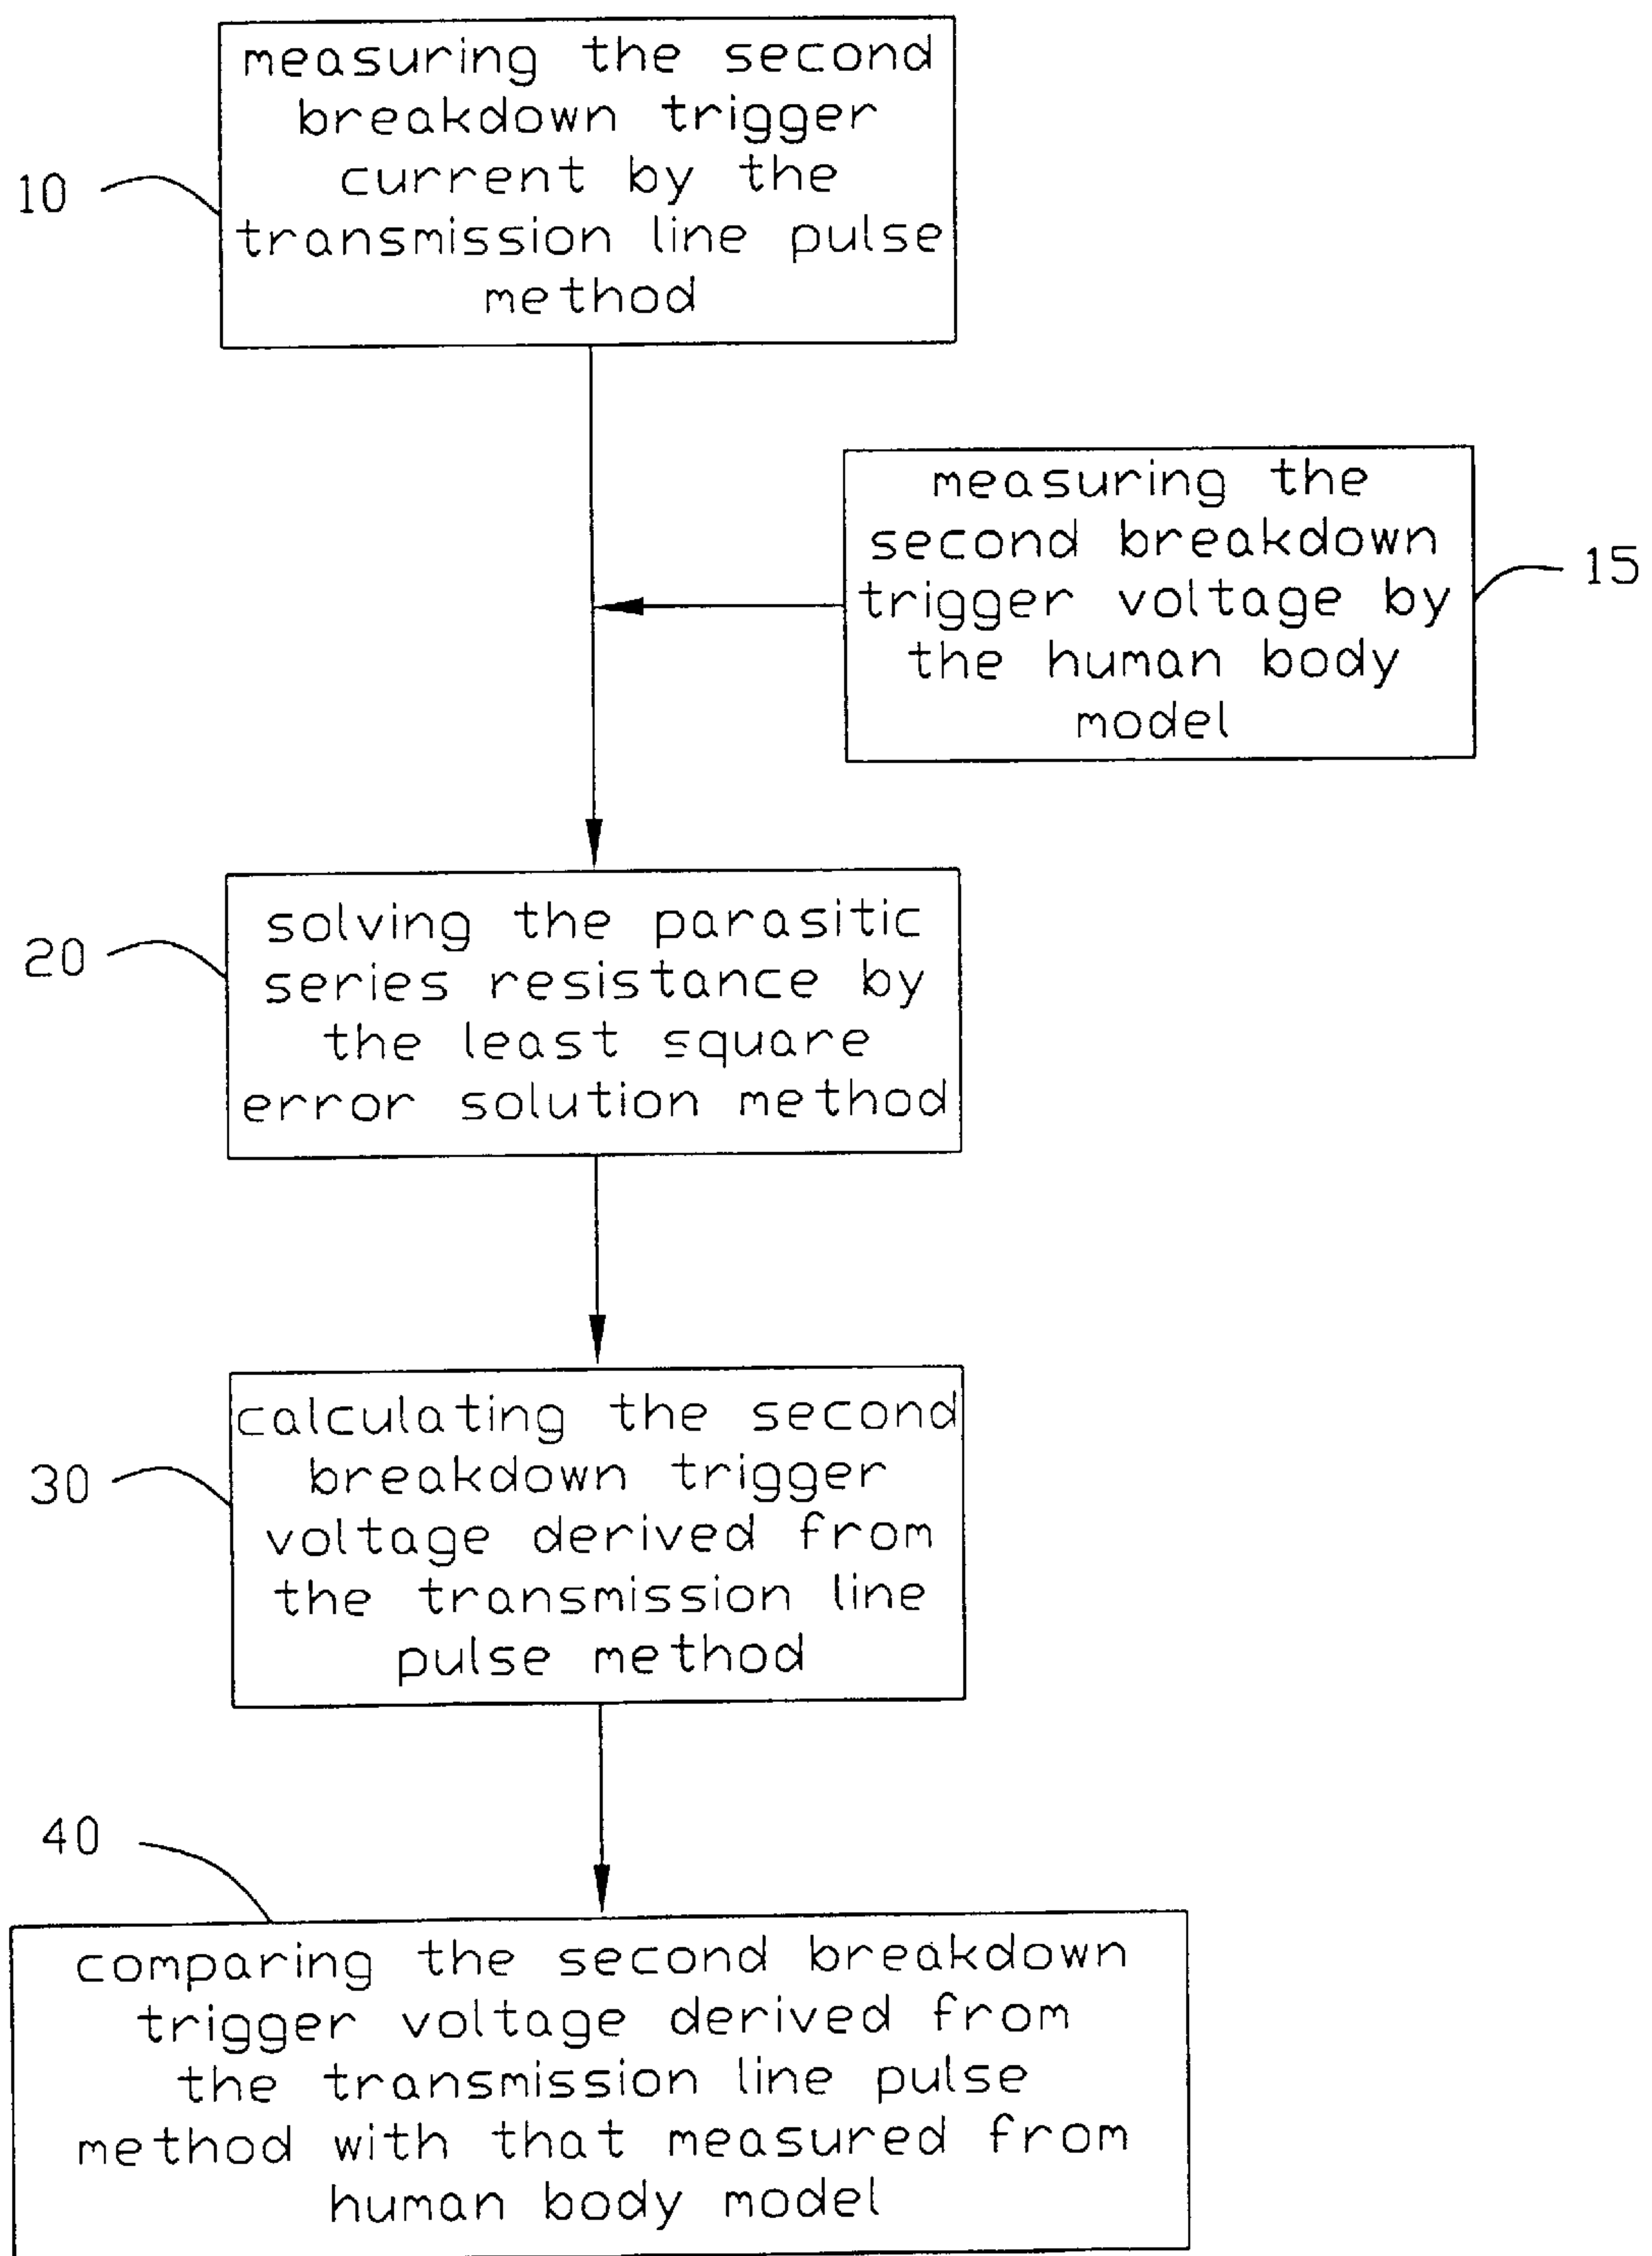 measuring the second
breakdown trigger
current by the
transmission line pulse
method
10
measuring the
second breakdown
trigger voltage by
the human body
model
15
solving the parasitic
series resistance by
the least square
error solution method
20
calculating the second
breakdown trigger
voltage derived from
the transmission line
pulse method
30
40
comparing the second breakdown
trigger voltage derived from
the transmission line pulse
method with that measured from
human body model